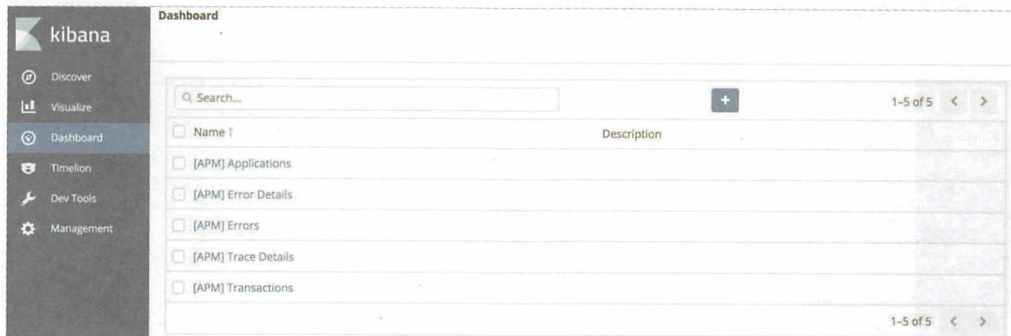 kibana
Discover
Visualize
Dashboard
Timelion
Dev Tools
Management
Dashboard
Search...
1–5 of 5
Name
Description
[APM] Applications
[APM] Error Details
[APM] Errors
[APM] Trace Details
[APM] Transactions
1–5 of 5